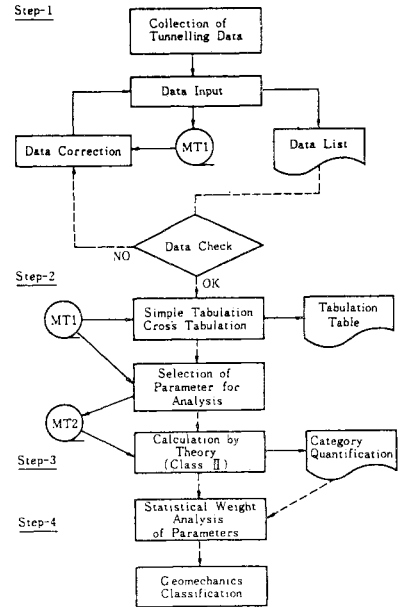 Step-1
Collection of
Tunnelling Data
Data Input
Data Correction
MT1
Data List
Data Check
NO
OK
Step-2
Simple Tabulation
Cross Tabulation
Tabulation
Table
MT1
Selection of
Parameter for
Analysis
MT2
Calculation by
Theory
(Class Ⅱ)
Category
Quantification
Step-3
Statistical Weight
Analysis
of Parameters
Step-4
Geomechanics
Classification